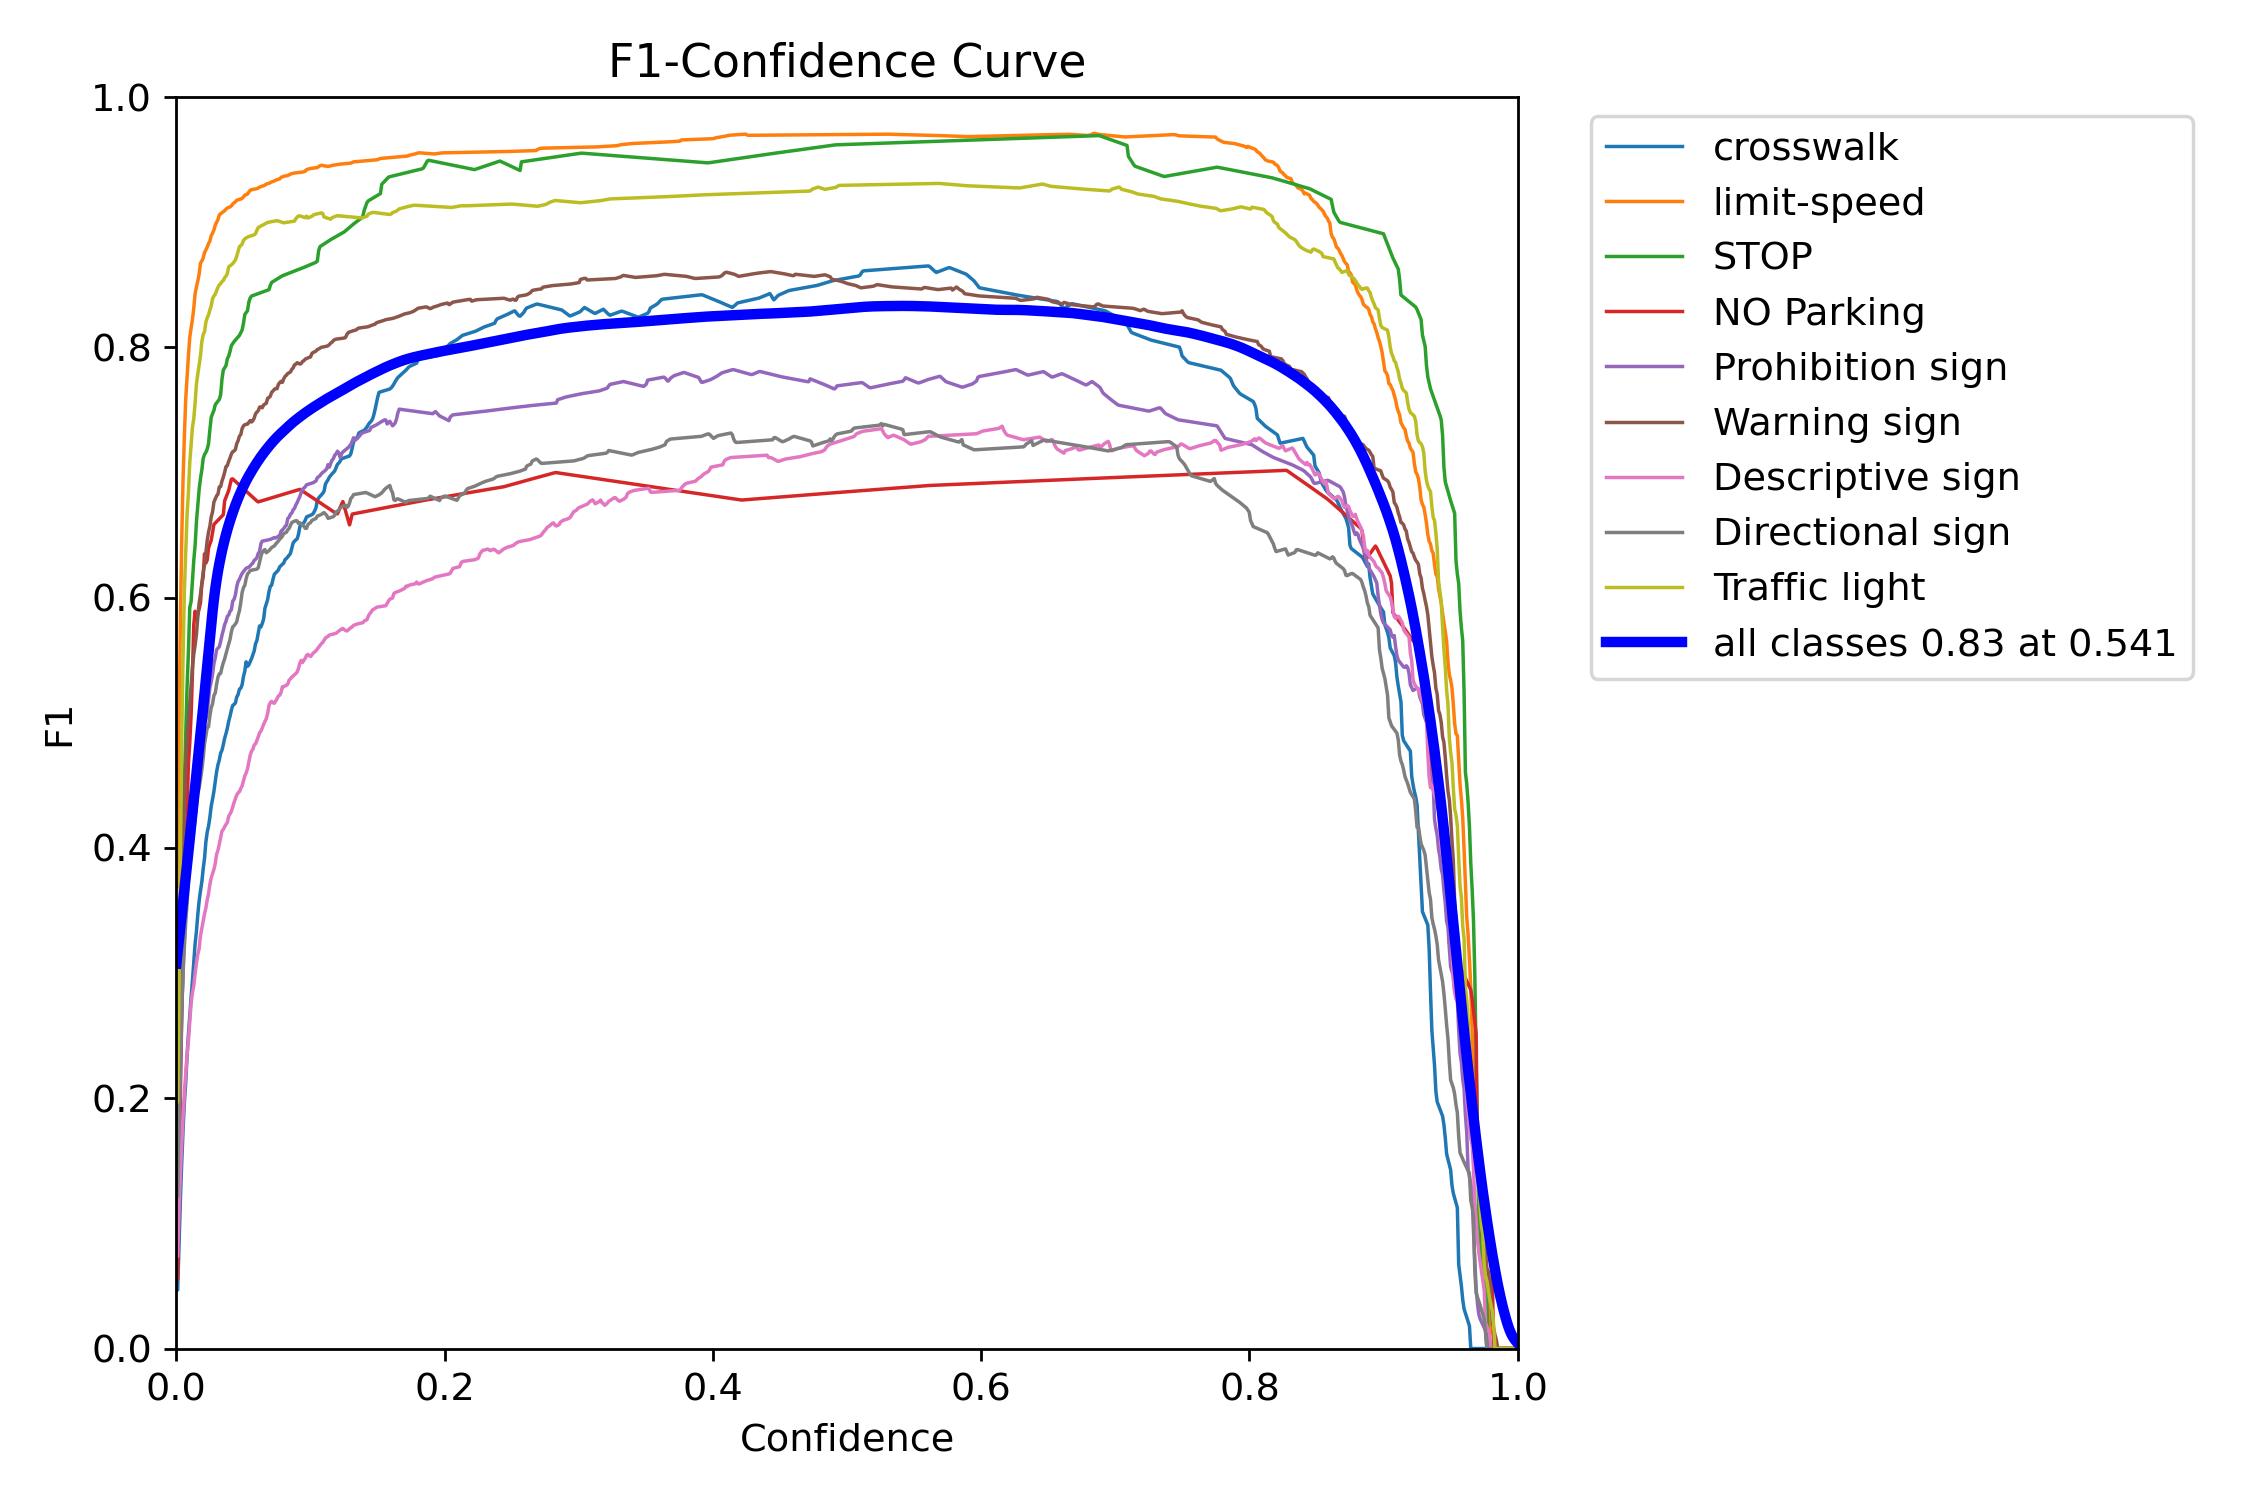 F1-Confidence Curve
1.0
0.8
0.6
0.4
0.2
0.0
F1
0.0 0.2 0.4 0.6 0.8 1.0
Confidence
crosswalk
limit-speed
STOP
NO Parking
Prohibition sign
Warning sign
Descriptive sign
Directional sign
Traffic light
all classes 0.83 at 0.541